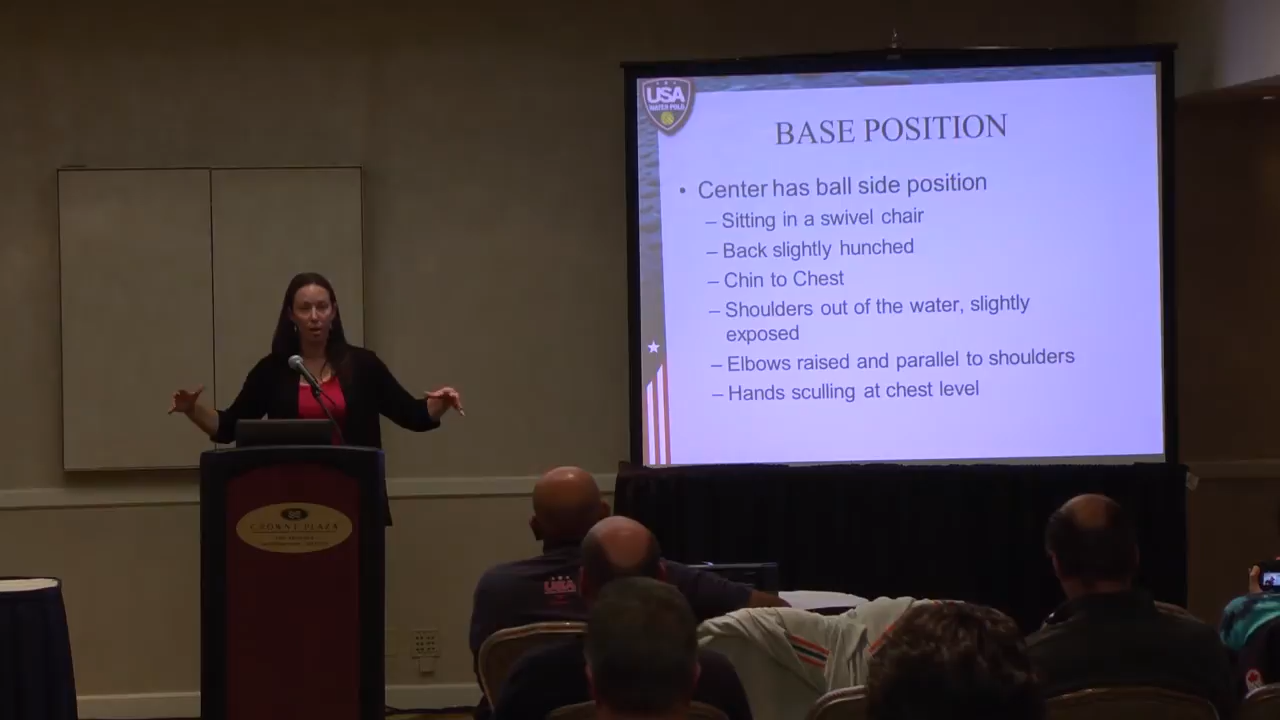 USA
WATER POLO
BASE POSITION
• Center has ball side position
– Sitting in a swivel chair
– Back slightly hunched
– Chin to Chest
– Shoulders out of the water, slightly
exposed
– Elbows raised and parallel to shoulders
– Hands sculling at chest level
CROWNE PLAZA
USA